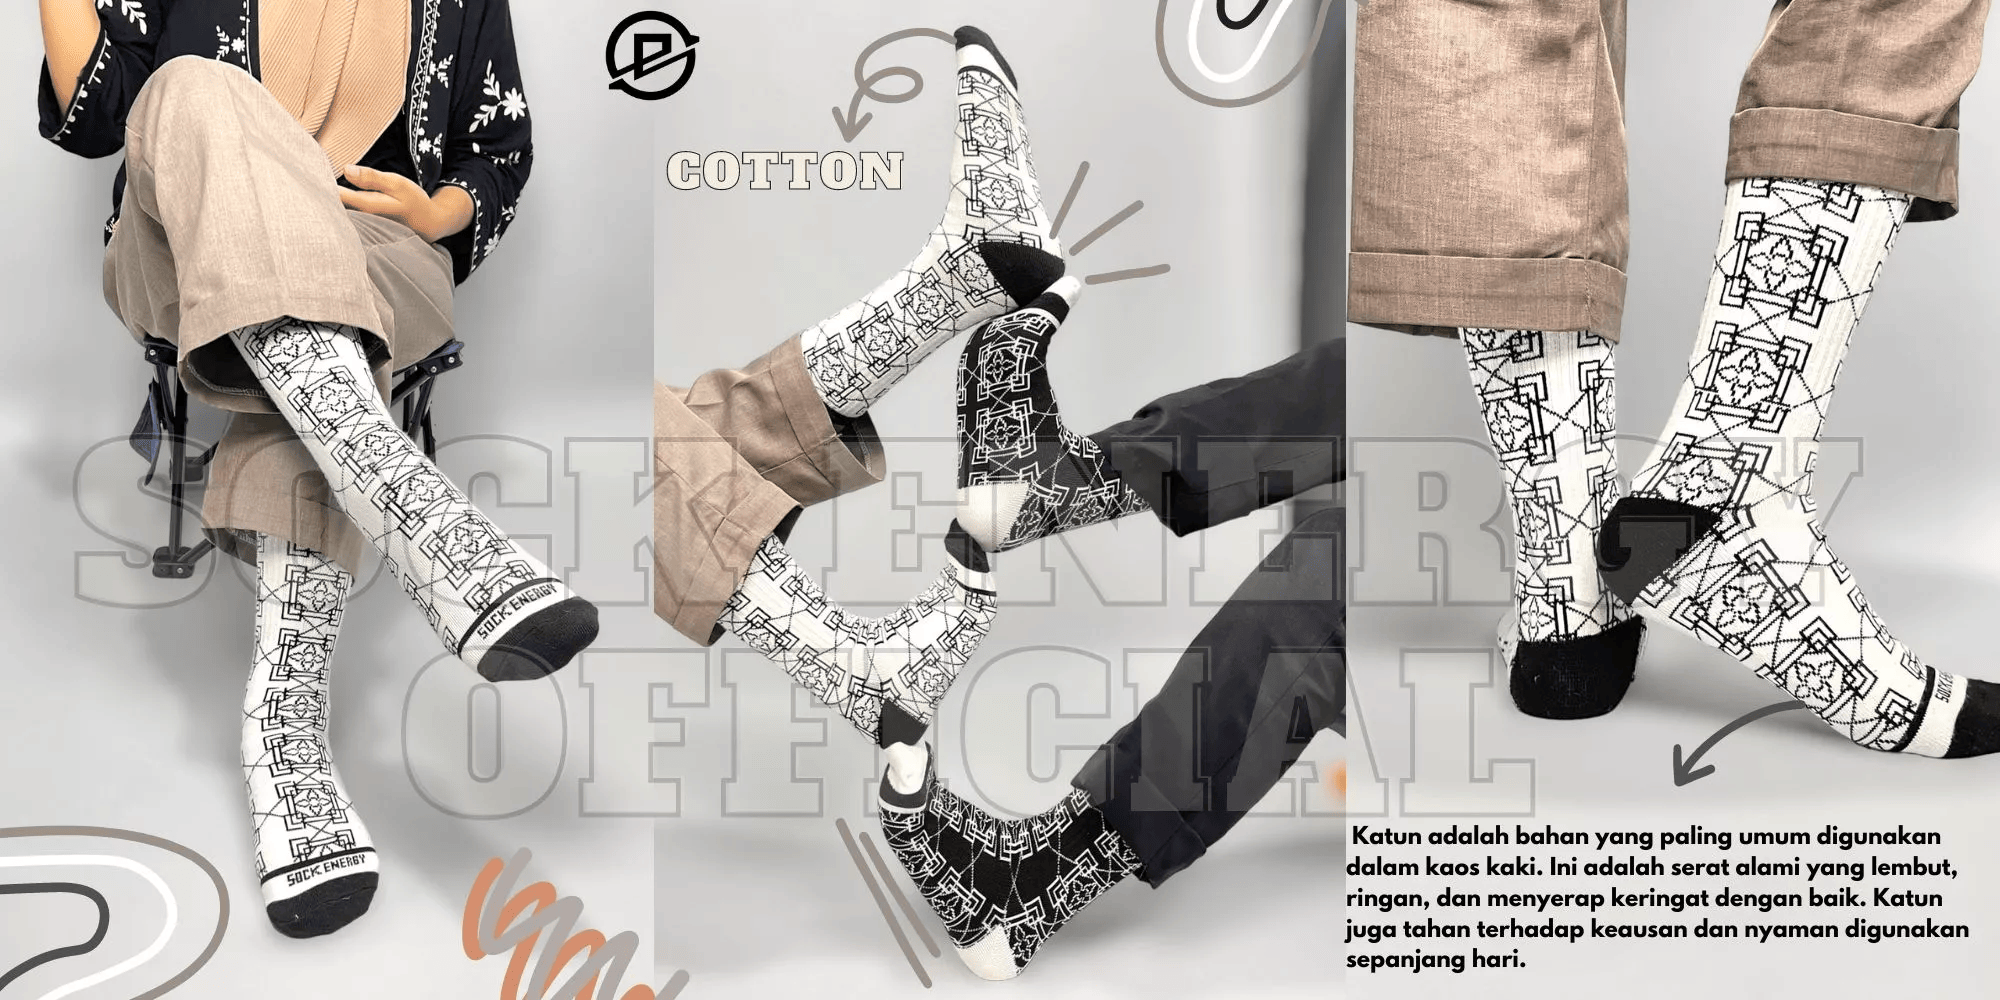 COTTON
SOCK ENERGY
OFFICIAL
SOCK ENERGY
SOCK ENERGY
Katun adalah bahan yang paling umum digunakan
dalam kaos kaki. Ini adalah serat alami yang lembut,
ringan, dan menyerap keringat dengan baik. Katun
juga tahan terhadap keausan dan nyaman digunakan
sepanjang hari.